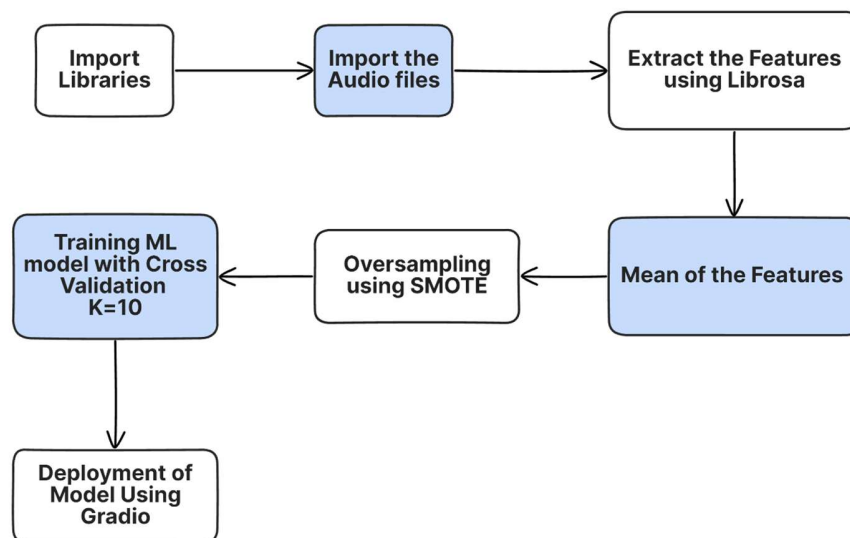 Import
Libraries
Import the
Audio files
Extract the Features
using Librosa
Mean of the Features
Oversampling
using SMOTE
Training ML
model with Cross
Validation
K=10
Deployment of
Model Using
Gradio